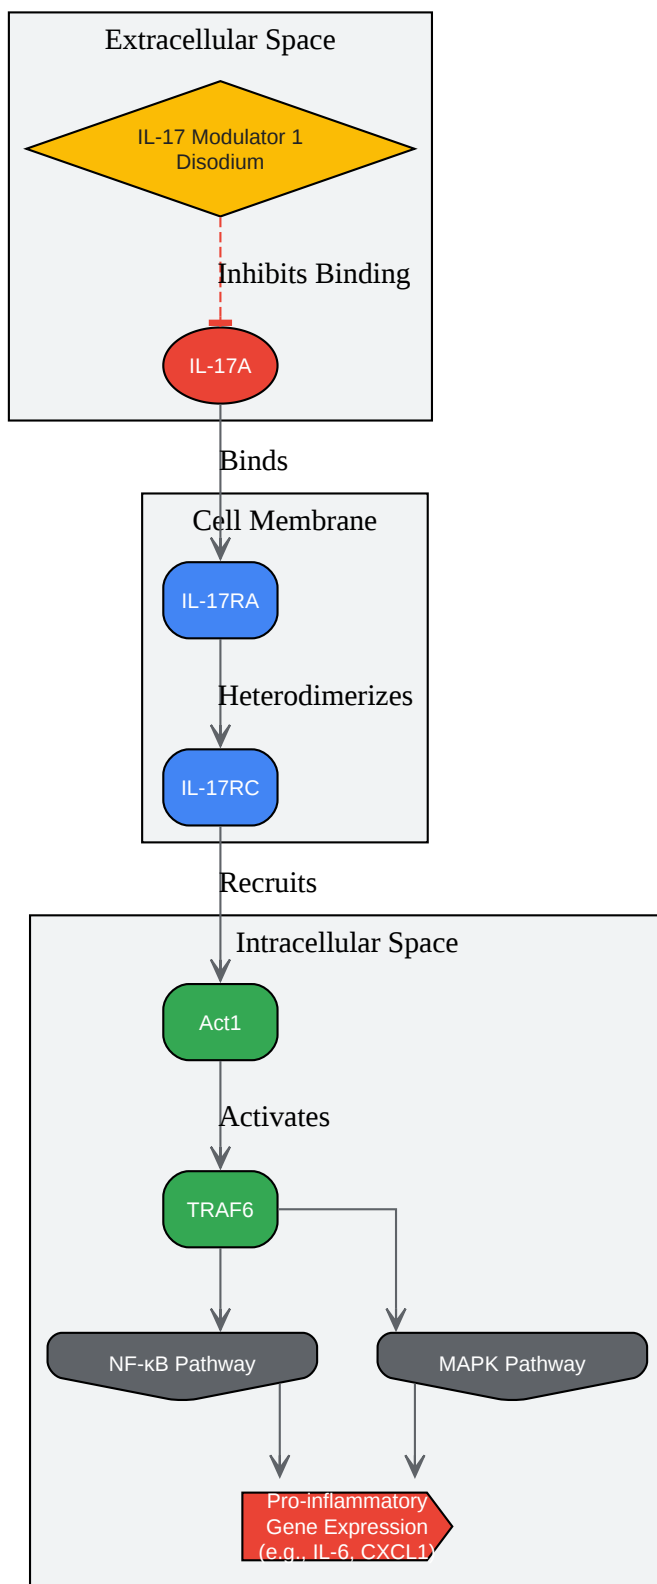 Extracellular Space
IL-17 Modulator 1
Disodium
Inhibits Binding
IL-17A
Binds
Cell Membrane
IL-17RA
Heterodimerizes
IL-17RC
Recruits
Intracellular Space
Act1
Activates
TRAF6
NF-κB Pathway
MAPK Pathway
Pro-inflammatory
Gene Expression
(e.g., IL-6, CXCL1)